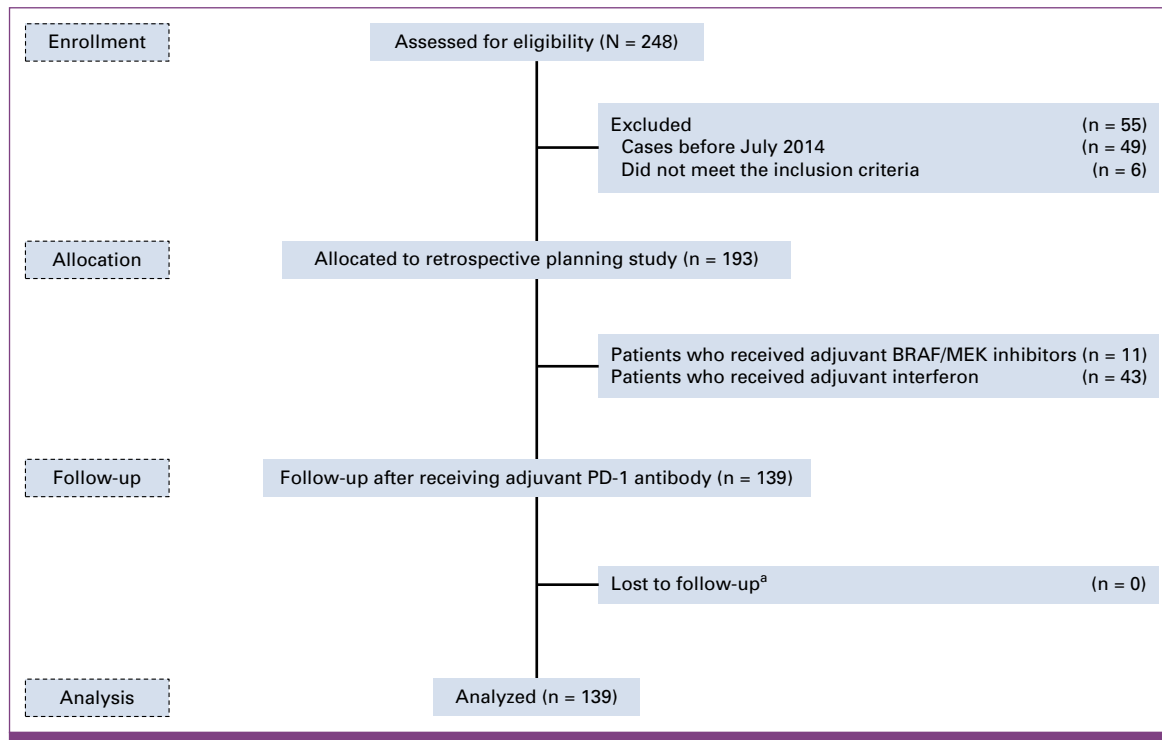 Enrollment
Assessed for eligibility (N = 248)
Excluded (n = 55)
Cases before July 2014 (n = 49)
Did not meet the inclusion criteria (n = 6)
Allocation
Allocated to retrospective planning study (n = 193)
Patients who received adjuvant BRAF/MEK inhibitors (n = 11)
Patients who received adjuvant interferon (n = 43)
Follow-up
Follow-up after receiving adjuvant PD-1 antibody (n = 139)
Lost to follow-upᵃ (n = 0)
Analysis
Analyzed (n = 139)